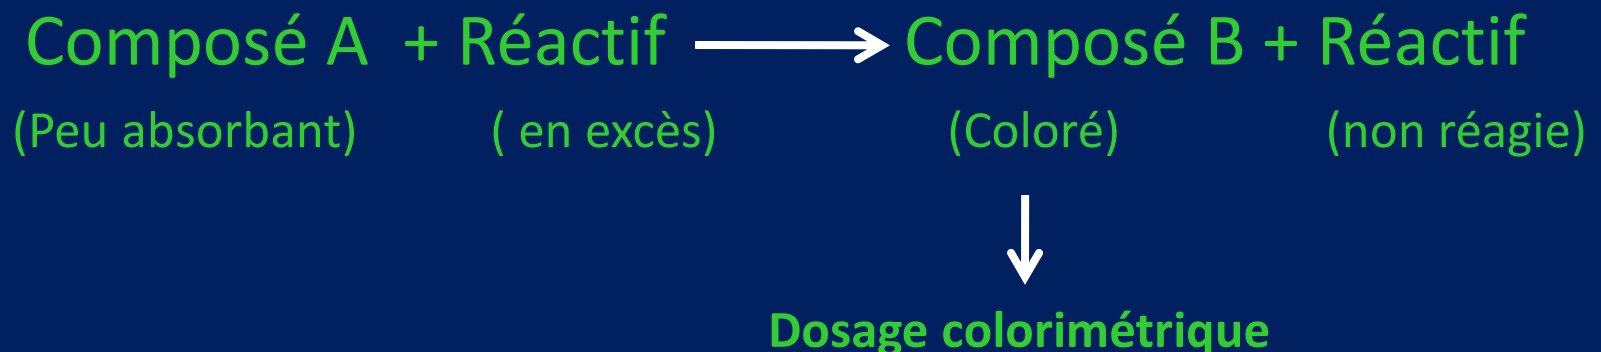 Composé A + Réactif Composé B + Réactif
(Peu absorbant) ( en excès) (Coloré) (non réagie)
Dosage colorimétrique